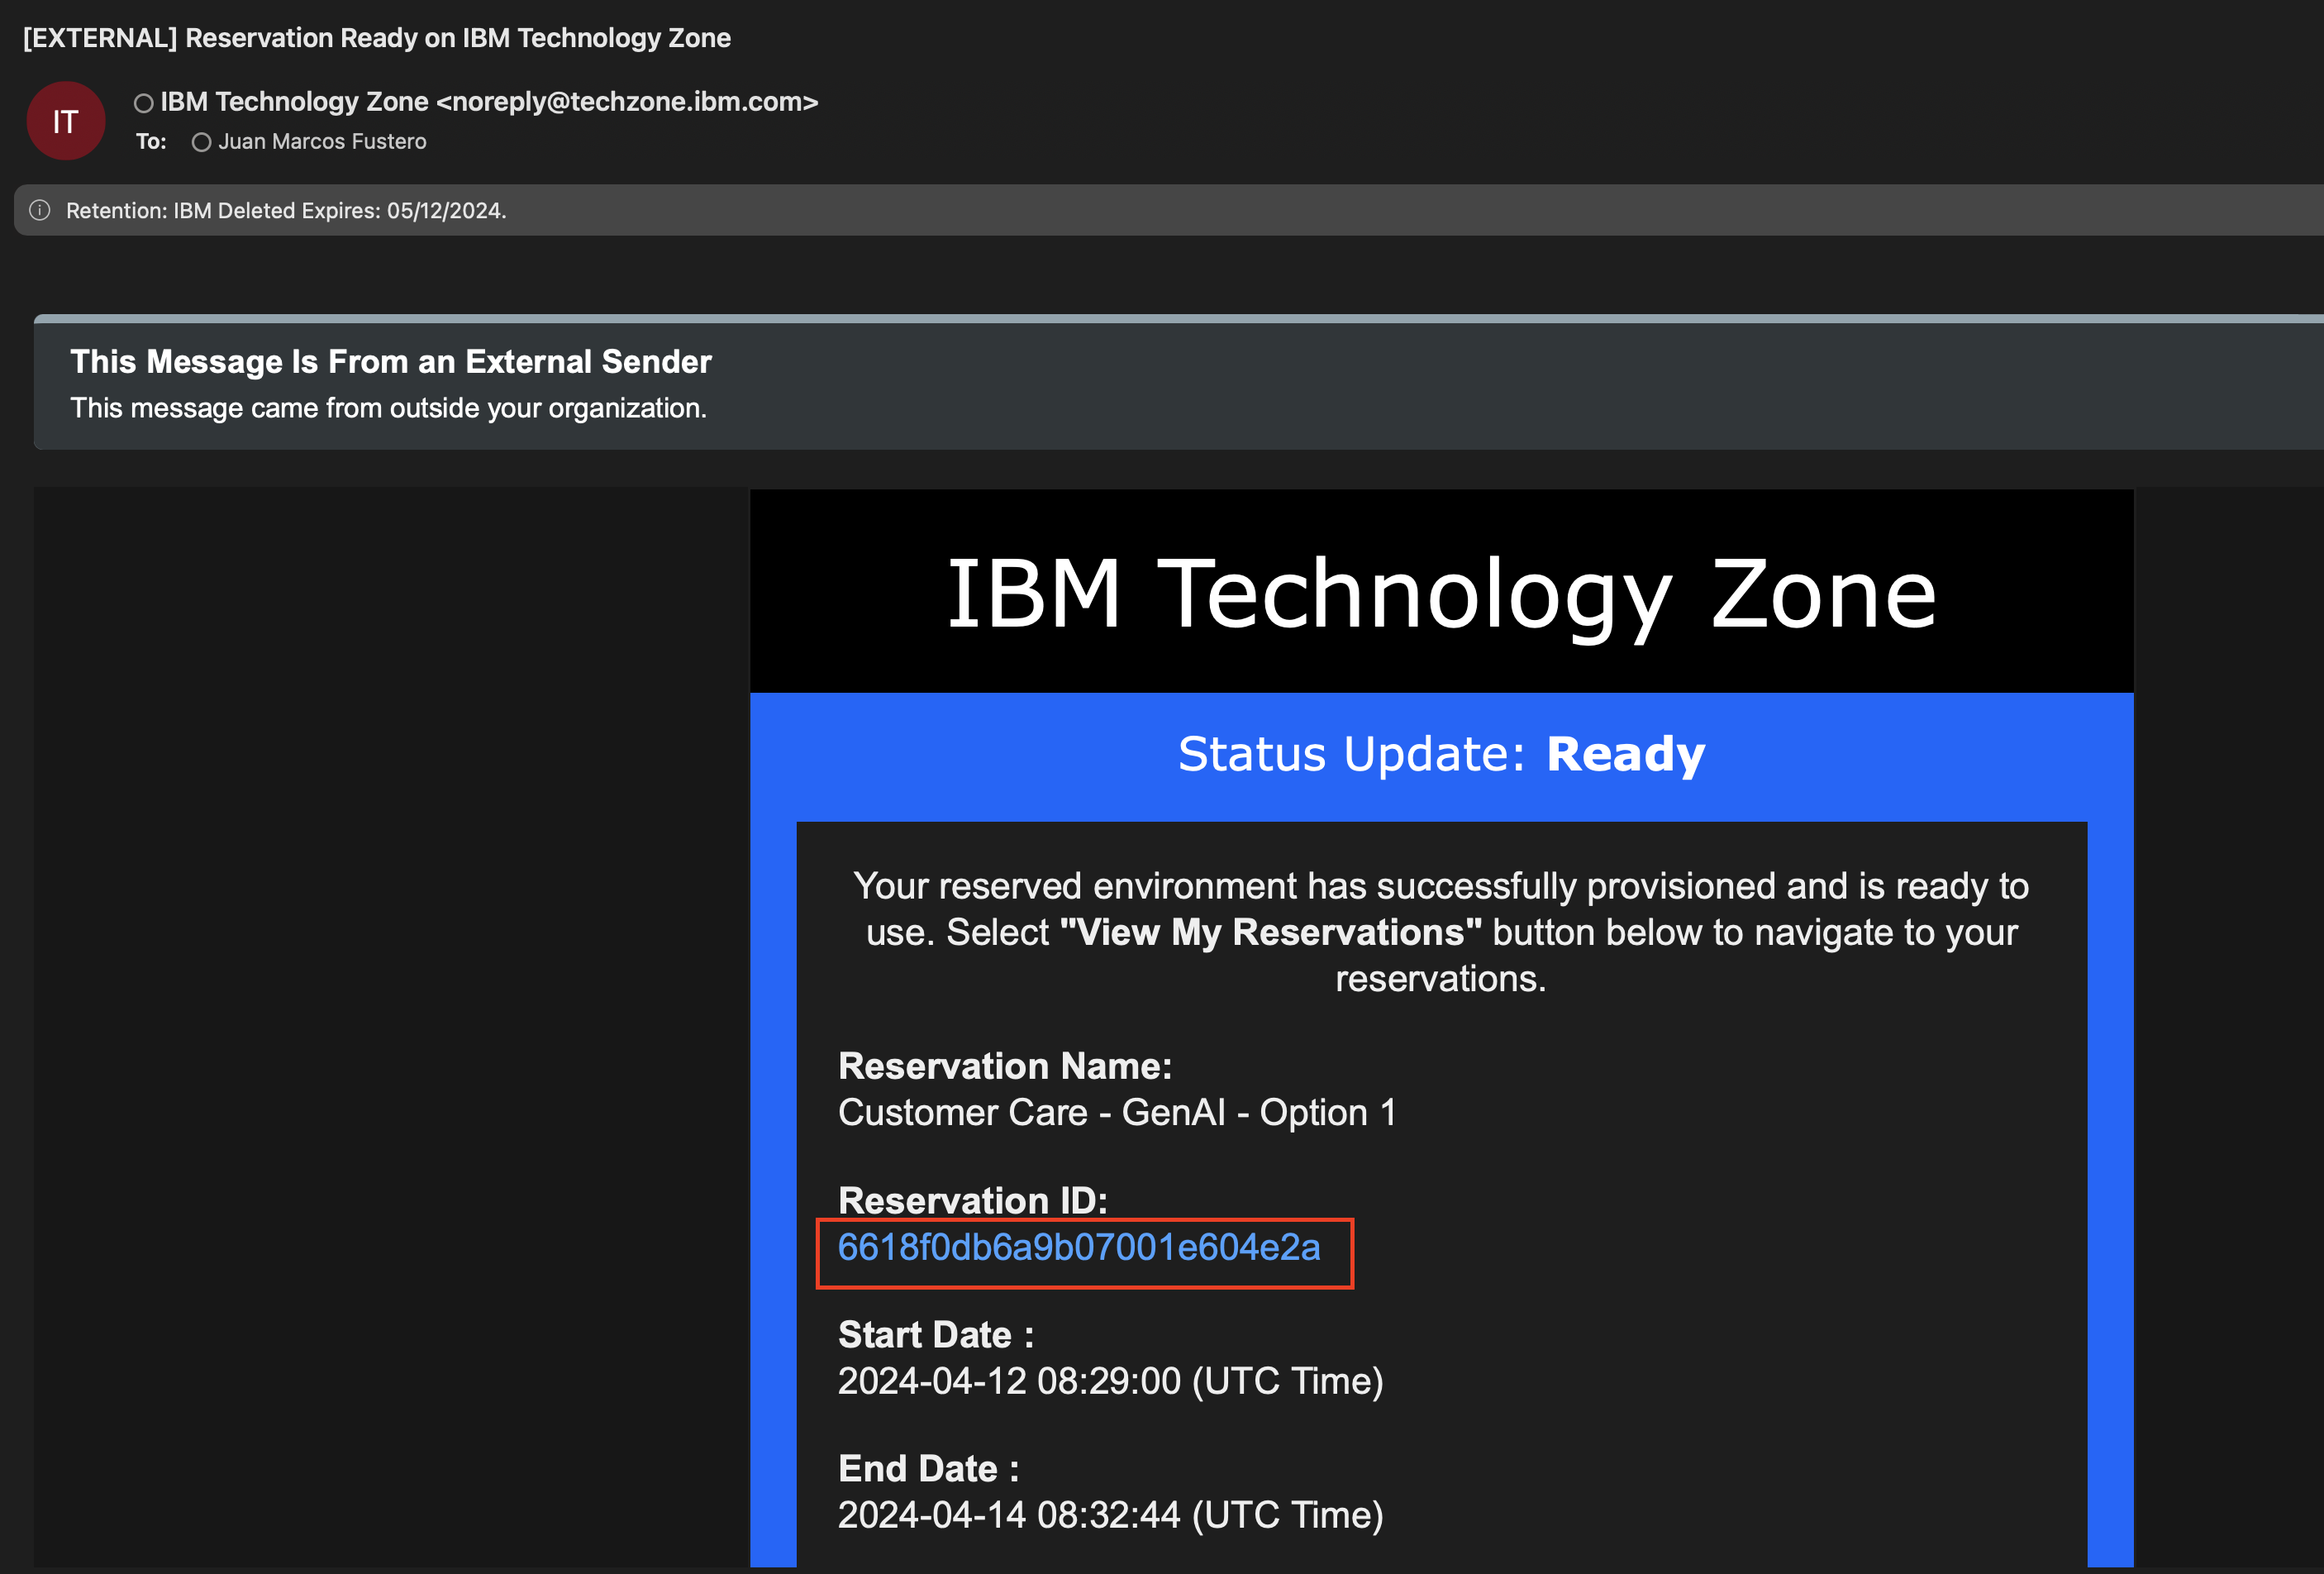 [EXTERNAL] Reservation Ready on IBM Technology Zone
IT
IBM Technology Zone <noreply@techzone.ibm.com>
To: Juan Marcos Fustero
Retention: IBM Deleted Expires: 05/12/2024.
This Message Is From an External Sender
This message came from outside your organization.
IBM Technology Zone
Status Update: Ready
Your reserved environment has successfully provisioned and is ready to
use. Select "View My Reservations" button below to navigate to your
reservations.
Reservation Name:
Customer Care - GenAI - Option 1
Reservation ID:
6618f0db6a9b07001e604e2a
Start Date :
2024-04-12 08:29:00 (UTC Time)
End Date :
2024-04-14 08:32:44 (UTC Time)